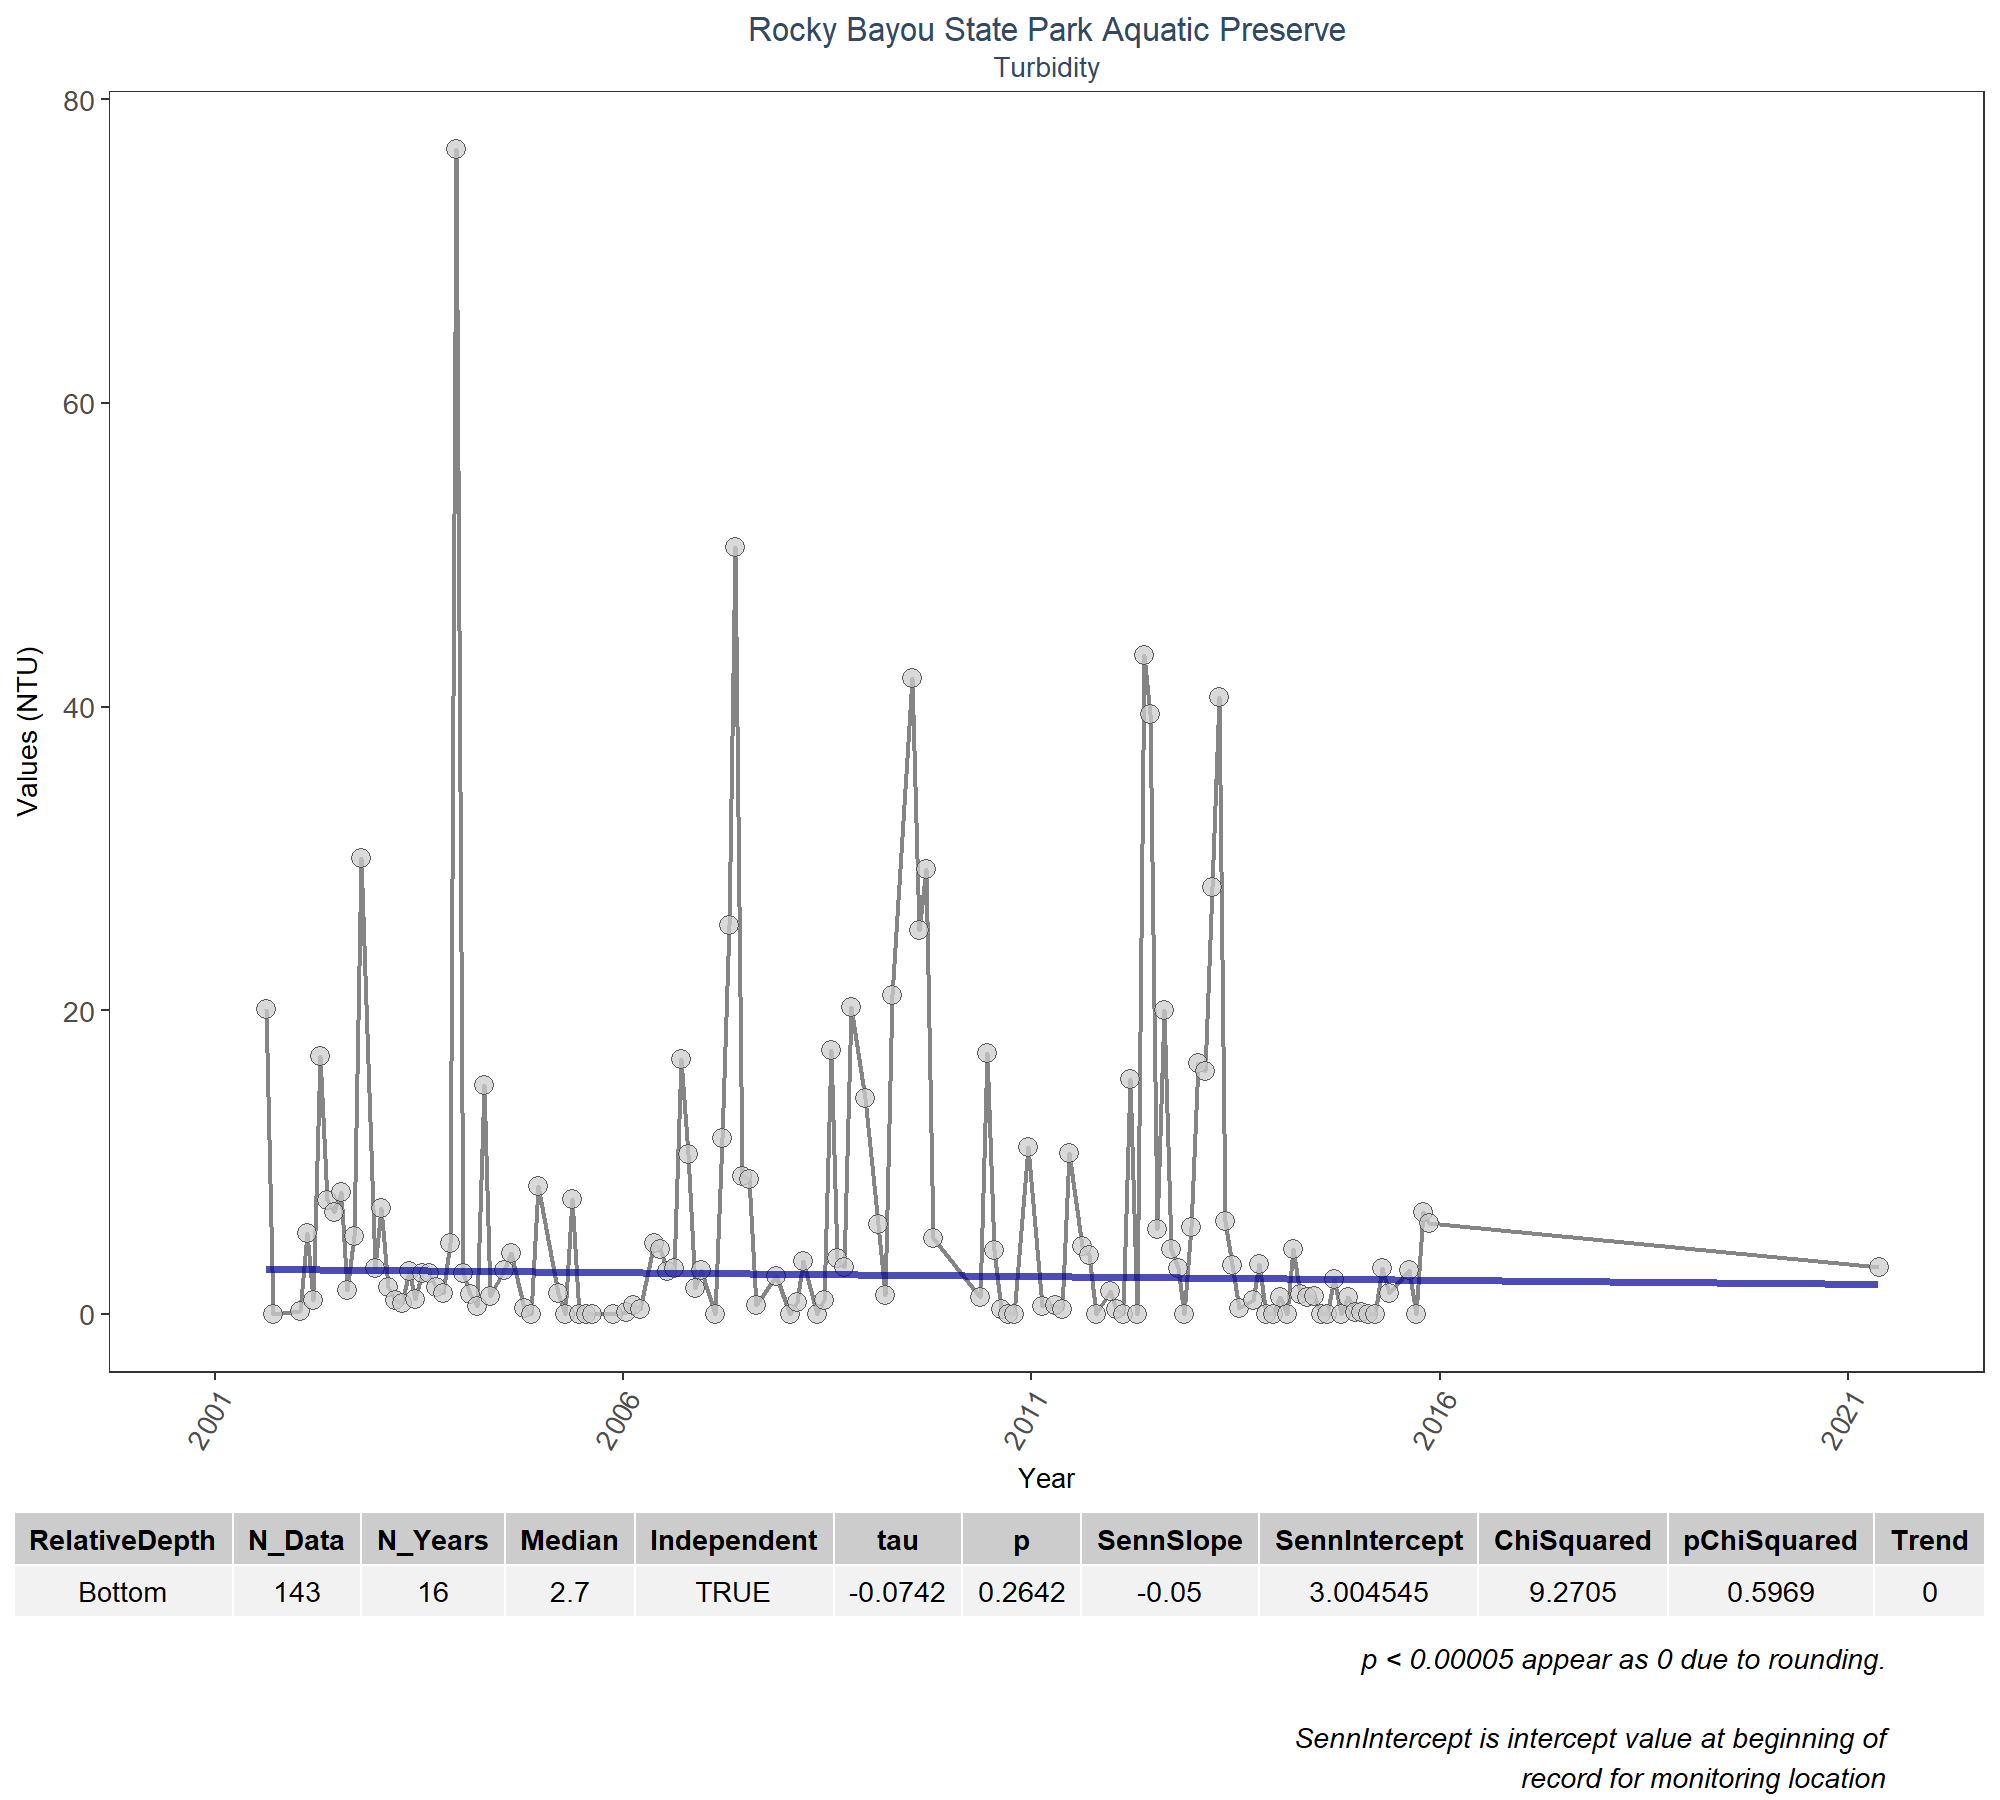 Rocky Bayou State Park Aquatic Preserve
Turbidity
80
60
40
20
0
Values (NTU)
2001
2006
2011
2016
2021
Year
RelativeDepth N_Data N_Years Median Independent tau p SennSlope SennIntercept ChiSquared pChiSquared Trend
Bottom 143 16 2.7 TRUE -0.0742 0.2642 -0.05 3.004545 9.2705 0.5969 0
p < 0.00005 appear as 0 due to rounding.
SennIntercept is intercept value at beginning of
record for monitoring location